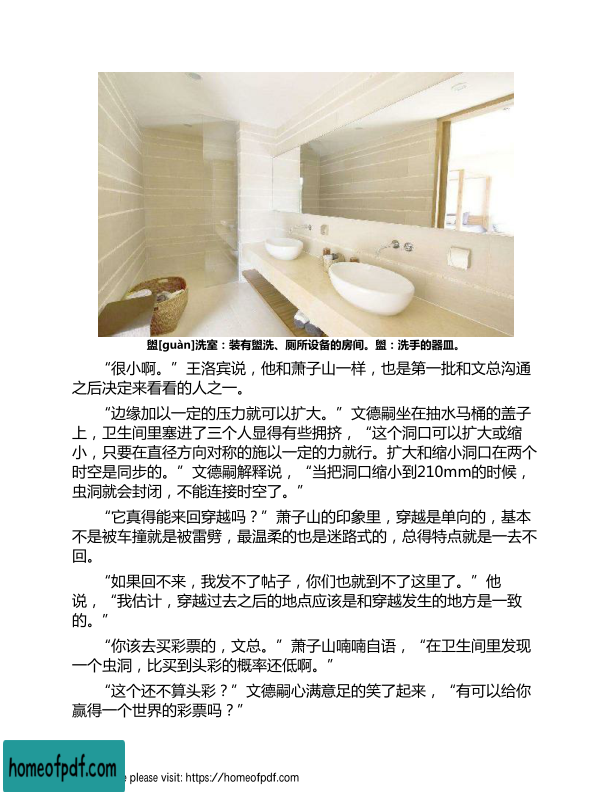 盥[guàn]洗室：装有盥洗、厕所设备的房间。盥：洗手的器皿。
“很小啊。”王洛宾说，他和萧子山一样，也是第一批和文总沟通
之后决定来看看的人之一。
“边缘加以一定的压力就可以扩大。”文德嗣坐在抽水马桶的盖子
上，卫生间里塞进了三个人显得有些拥挤，“这个洞口可以扩大或缩
小，只要在直径方向对称的施以一定的力就行。扩大和缩小洞口在两个
时空是同步的。”文德嗣解释说，“当把洞口缩小到210mm的时候，
虫洞就会封闭，不能连接时空了。”
“它真得能来回穿越吗？”萧子山的印象里，穿越是单向的，基本
不是被车撞就是被雷劈，最温柔的也是迷路式的，总得特点就是一去不
回。
“如果回不来，我发不了帖子，你们也就到不了这里了。”他
说，“我估计，穿越过去之后的地点应该是和穿越发生的地方是一致
的。”
“你该去买彩票的，文总。”萧子山喃喃自语，“在卫生间里发现
一个虫洞，比买到头彩的概率还低啊。”
“这个还不算头彩？”文德嗣心满意足的笑了起来，“有可以给你
赢得一个世界的彩票吗？”
homeofpdf.com
e please visit: https://homeofpdf.com